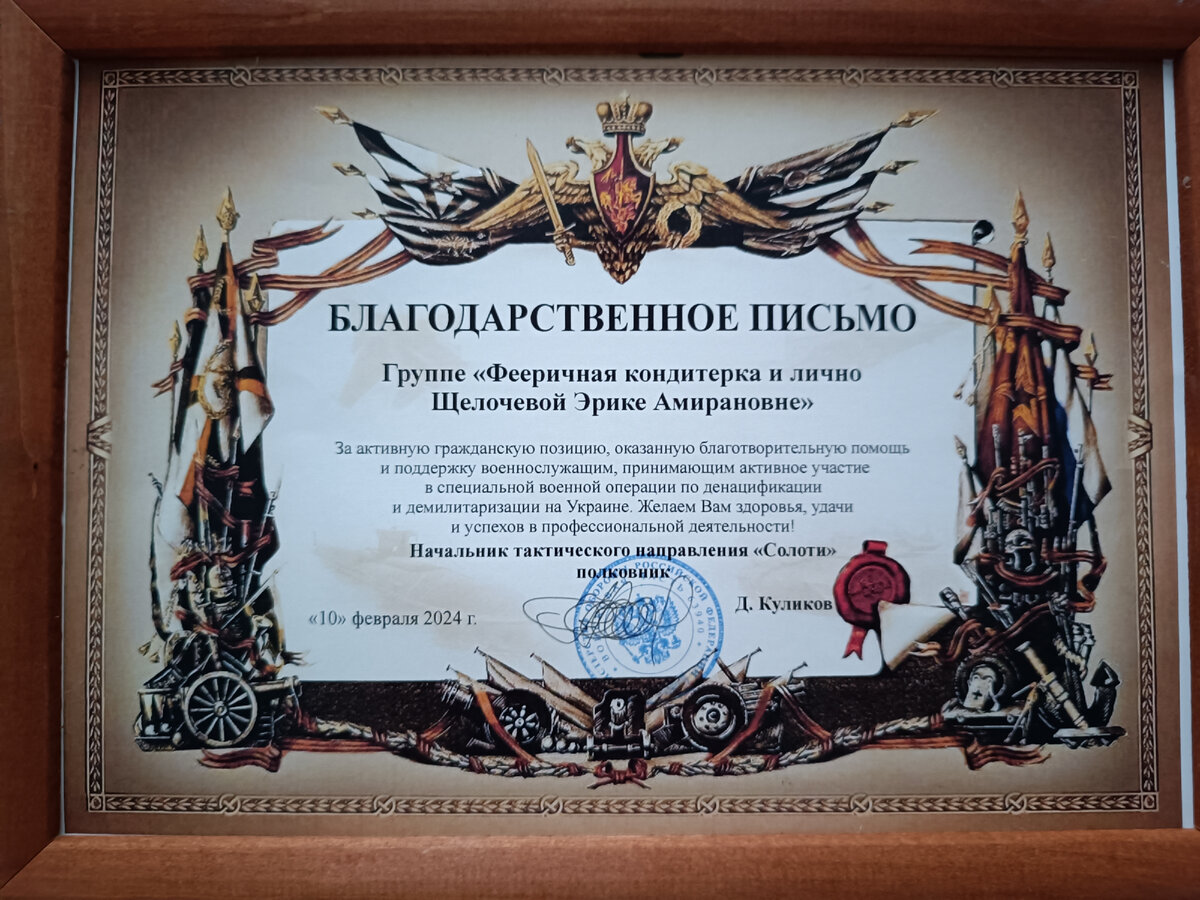 БЛАГОДАРСТВЕННОЕ ПИСЬМО
Группе «Фееричная кондитерка и лично
Щелочевой Эрике Амирановне»
За активную гражданскую позицию, оказанную благотворительную помощь
и поддержку военнослужащим, принимающим активное участие
в специальной военной операции по денацификации
и демилитаризации на Украине. Желаем Вам здоровья, удачи
и успехов в профессиональной деятельности!
Начальник тактического направления «Солоти»
полковник
«10» февраля 2024 г.
Д. Куликов
РОССИЙСКОЙ